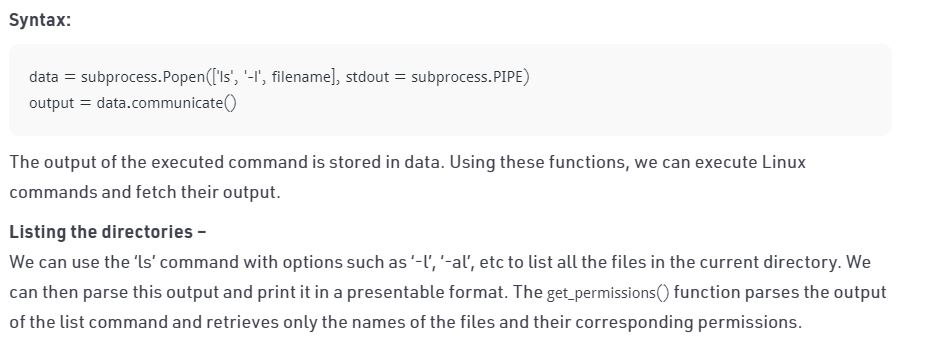 Syntax:
data = subprocess.Popen(['ls', '-l', filename], stdout = subprocess.PIPE)
output = data.communicate()
The output of the executed command is stored in data. Using these functions, we can execute Linux
commands and fetch their output.
Listing the directories –
We can use the ‘ls’ command with options such as ‘-l’, ‘-al’, etc to list all the files in the current directory. We
can then parse this output and print it in a presentable format. The get_permissions() function parses the output
of the list command and retrieves only the names of the files and their corresponding permissions.